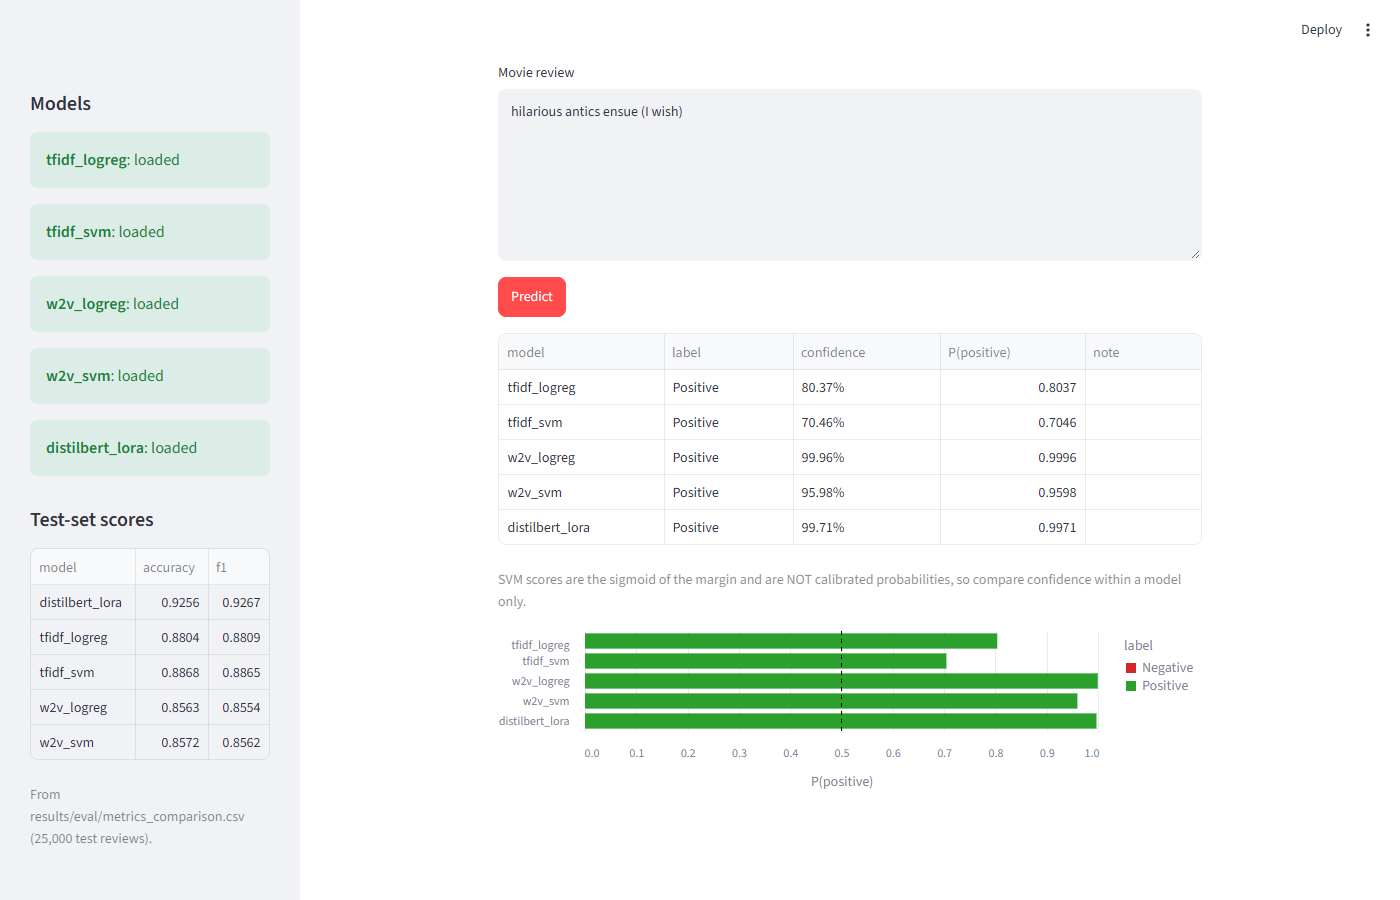 Deploy
Models
tfidf_logreg: loaded
tfidf_svm: loaded
w2v_logreg: loaded
w2v_svm: loaded
distilbert_lora: loaded
Test-set scores
model accuracy f1
distilbert_lora 0.9256 0.9267
tfidf_logreg 0.8804 0.8809
tfidf_svm 0.8868 0.8865
w2v_logreg 0.8563 0.8554
w2v_svm 0.8572 0.8562
From
results/eval/metrics_comparison.csv
(25,000 test reviews).
Movie review
hilarious antics ensue (I wish)
Predict
model label confidence P(positive) note
tfidf_logreg Positive 80.37% 0.8037
tfidf_svm Positive 70.46% 0.7046
w2v_logreg Positive 99.96% 0.9996
w2v_svm Positive 95.98% 0.9598
distilbert_lora Positive 99.71% 0.9971
SVM scores are the sigmoid of the margin and are NOT calibrated probabilities, so compare confidence within a model
only.
tfidf_logreg
tfidf_svm
w2v_logreg
w2v_svm
distilbert_lora
0.0 0.1 0.2 0.3 0.4 0.5 0.6 0.7 0.8 0.9 1.0
P(positive)
label
Negative
Positive